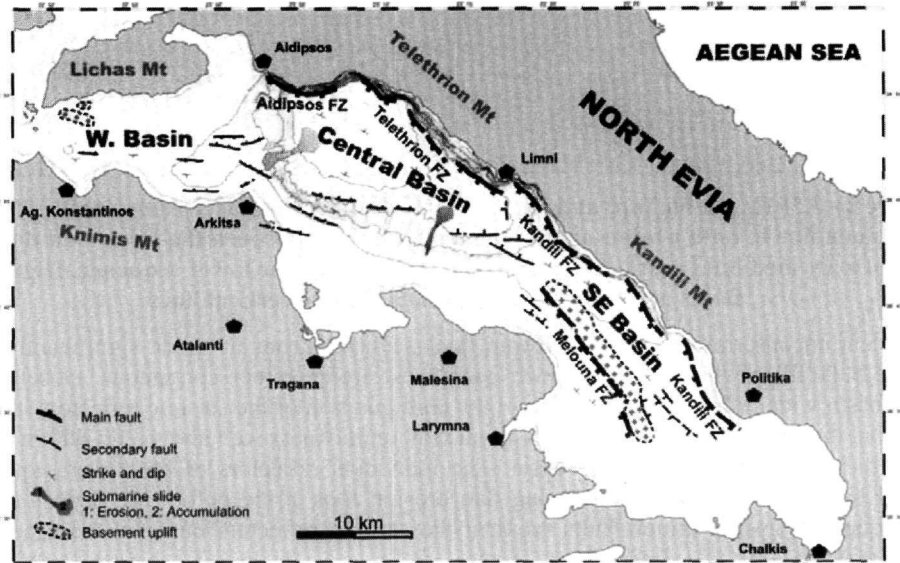 Aidipsos
AEGEAN SEA
Telethrion Mt
Lichas Mt
NORTH EVIA
Aidipsos FZ
Telethrion FZ
W. Basin
Central Basin
Limni
Ag. Konstantinos
Arkitsa
Knimis Mt
Kandili FZ
Kandili Mt
SE Basin
Atalanti
Tragana
Malesina
Melouna FZ
Kandili FZ
Politika
Larymna
Main fault
Secondary fault
Strike and dip
Submarine slide
1: Erosion, 2: Accumulation
Basement uplift
10 km
Chalkis